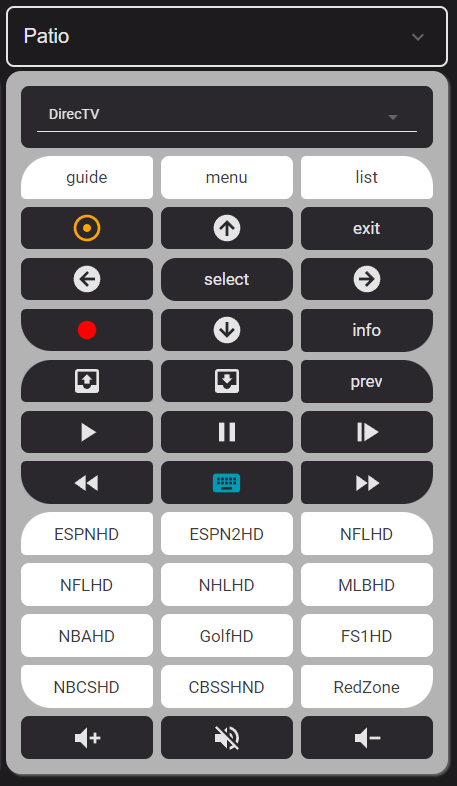 Patio
DirecTV
guide menu list
exit
select
info
prev
ESPNHD ESPN2HD NFLHD
NFLHD NHLHD MLBHD
NBAHD GolfHD FS1HD
NBCSHD CBSSHND RedZone